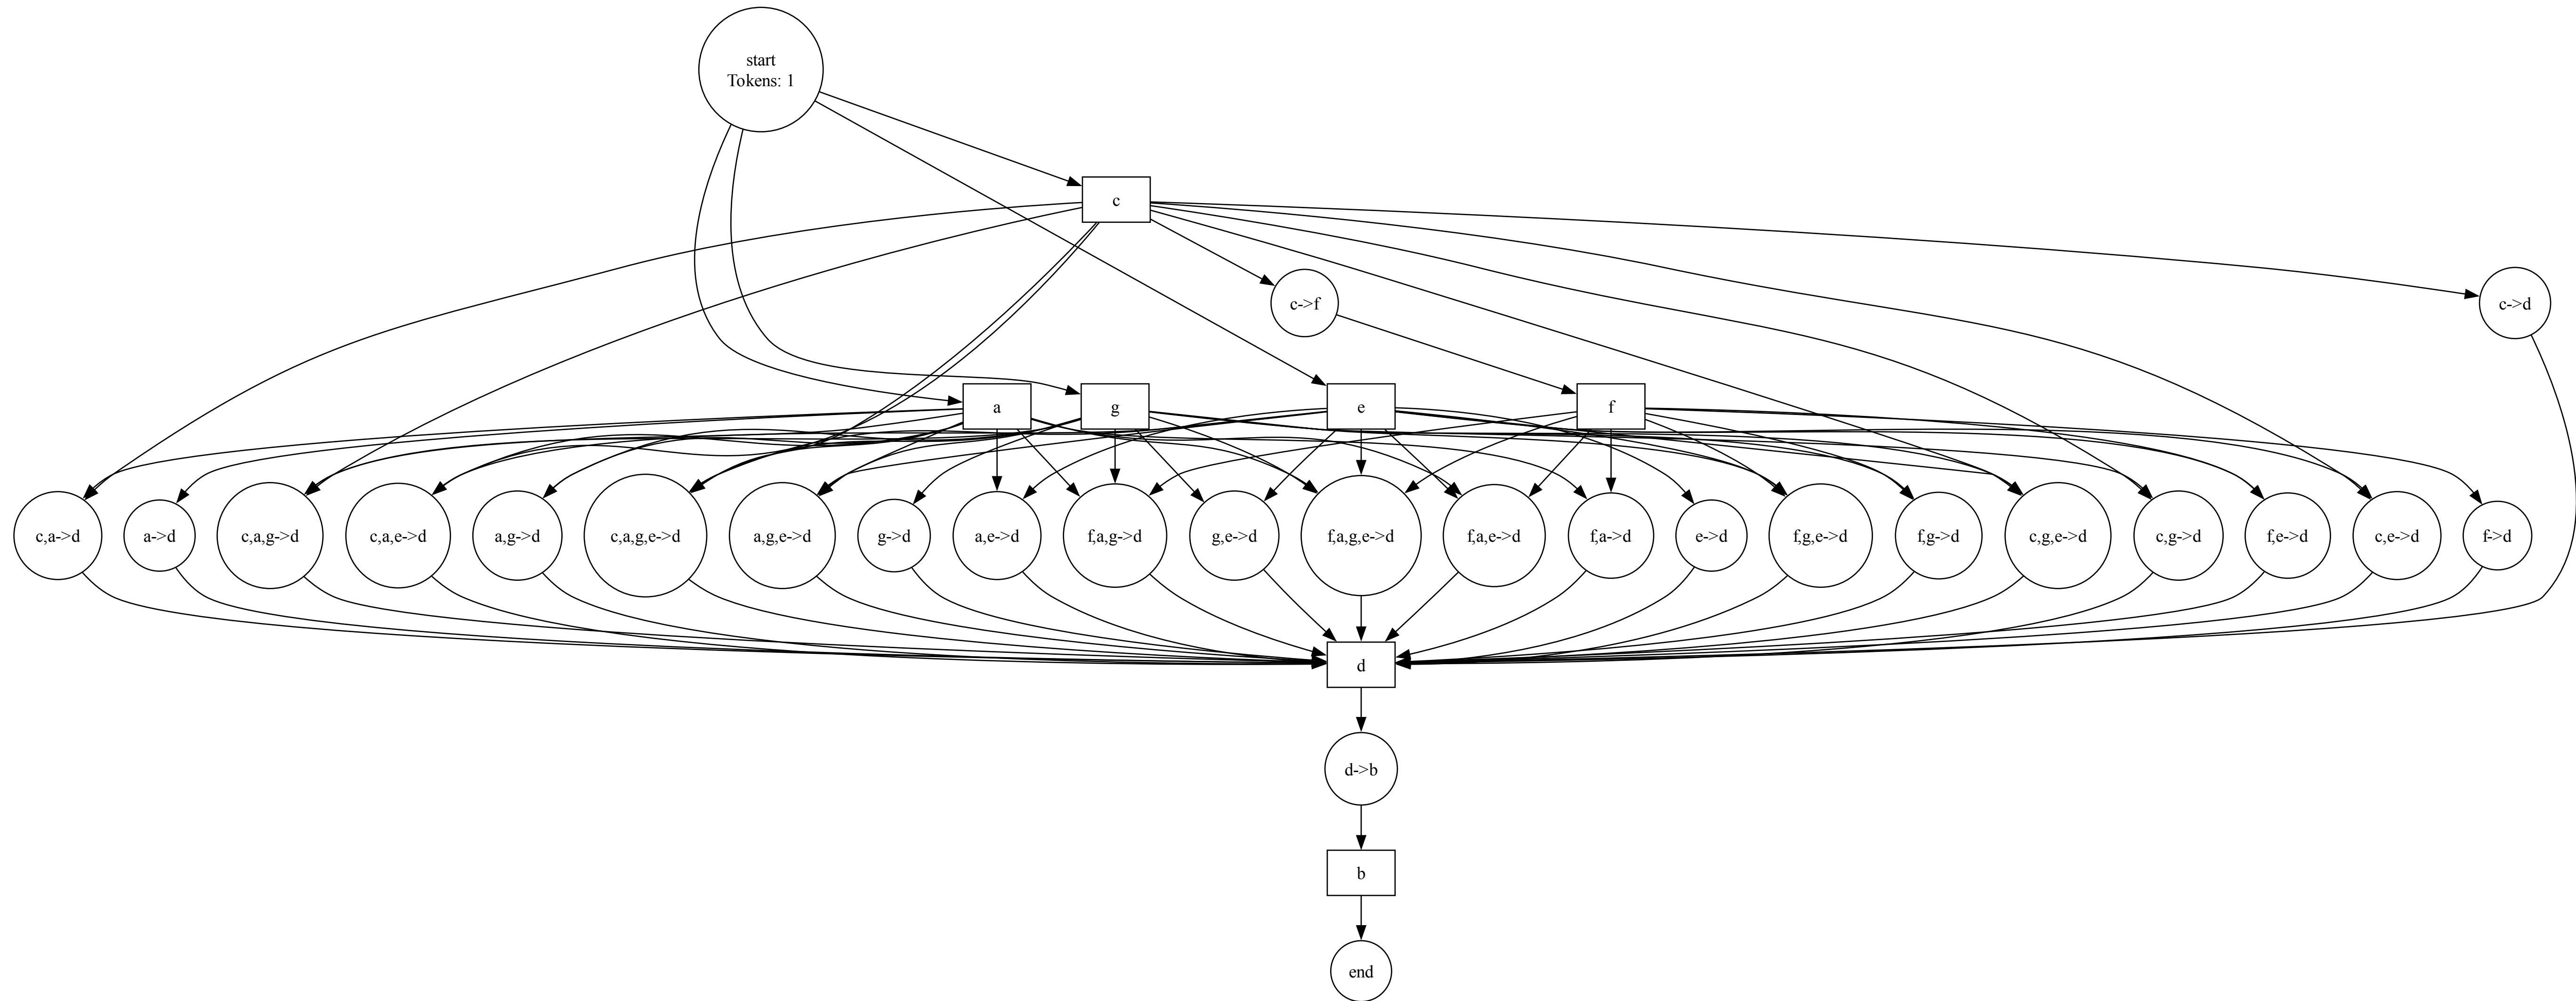 start
Tokens: 1
c
c->f
c->d
a
g
e
f
c,a->d
a->d
c,a,g->d
c,a,e->d
a,g->d
c,a,g,e->d
a,g,e->d
g->d
a,e->d
f,a,g->d
g,e->d
f,a,g,e->d
f,a,e->d
f,a->d
e->d
f,g,e->d
f,g->d
c,g,e->d
c,g->d
f,e->d
c,e->d
f->d
d
d->b
b
end